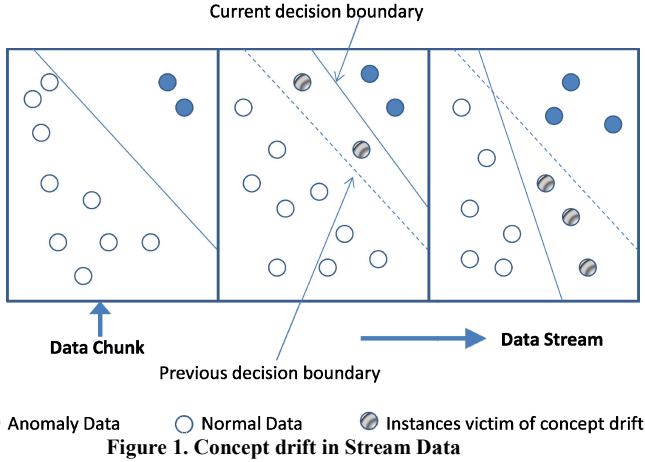 Current decision boundary
Data Chunk
Data Stream
Previous decision boundary
Anomaly Data
Normal Data
Instances victim of concept drift
Figure 1. Concept drift in Stream Data